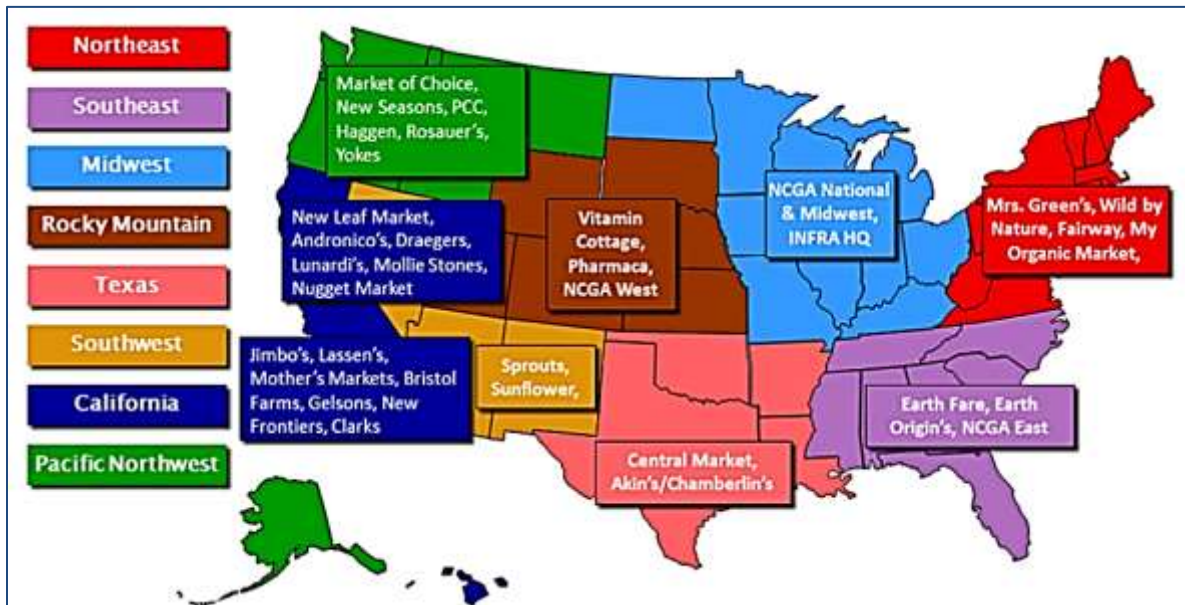 Northeast
Southeast
Midwest
Rocky Mountain
Texas
Southwest
California
Pacific Northwest
Market of Choice,
New Seasons, PCC,
Haggen, Rosauer's,
Yokes
New Leaf Market,
Andronico's, Draegers,
Lunardi's, Mollie Stones,
Nugget Market
Jimbo's, Lassen's,
Mother's Markets, Bristol
Farms, Gelsons, New
Frontiers, Clarks
Sprouts,
Sunflower,
Vitamin
Cottage,
Pharmaca,
NCGA West
NCGA National
& Midwest,
INFRA HQ
Mrs. Green's, Wild by
Nature, Fairway, My
Organic Market,
Earth Fare, Earth
Origin's, NCGA East
Central Market,
Akin's/Chamberlin's